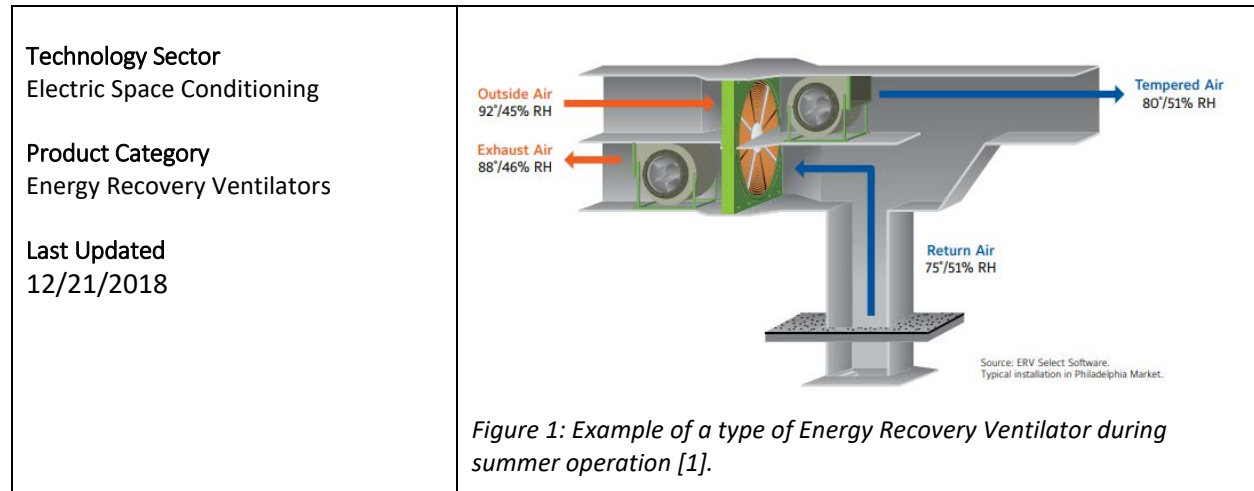 Technology Sector
Electric Space Conditioning
Product Category
Energy Recovery Ventilators
Last Updated
12/21/2018
Outside Air
92°/45% RH
Exhaust Air
88°/46% RH
Tempered Air
80°/51% RH
Return Air
75°/51% RH
Source: ERV Select Software.
Typical installation in Philadelphia Market.
Figure 1: Example of a type of Energy Recovery Ventilator during
summer operation [1].